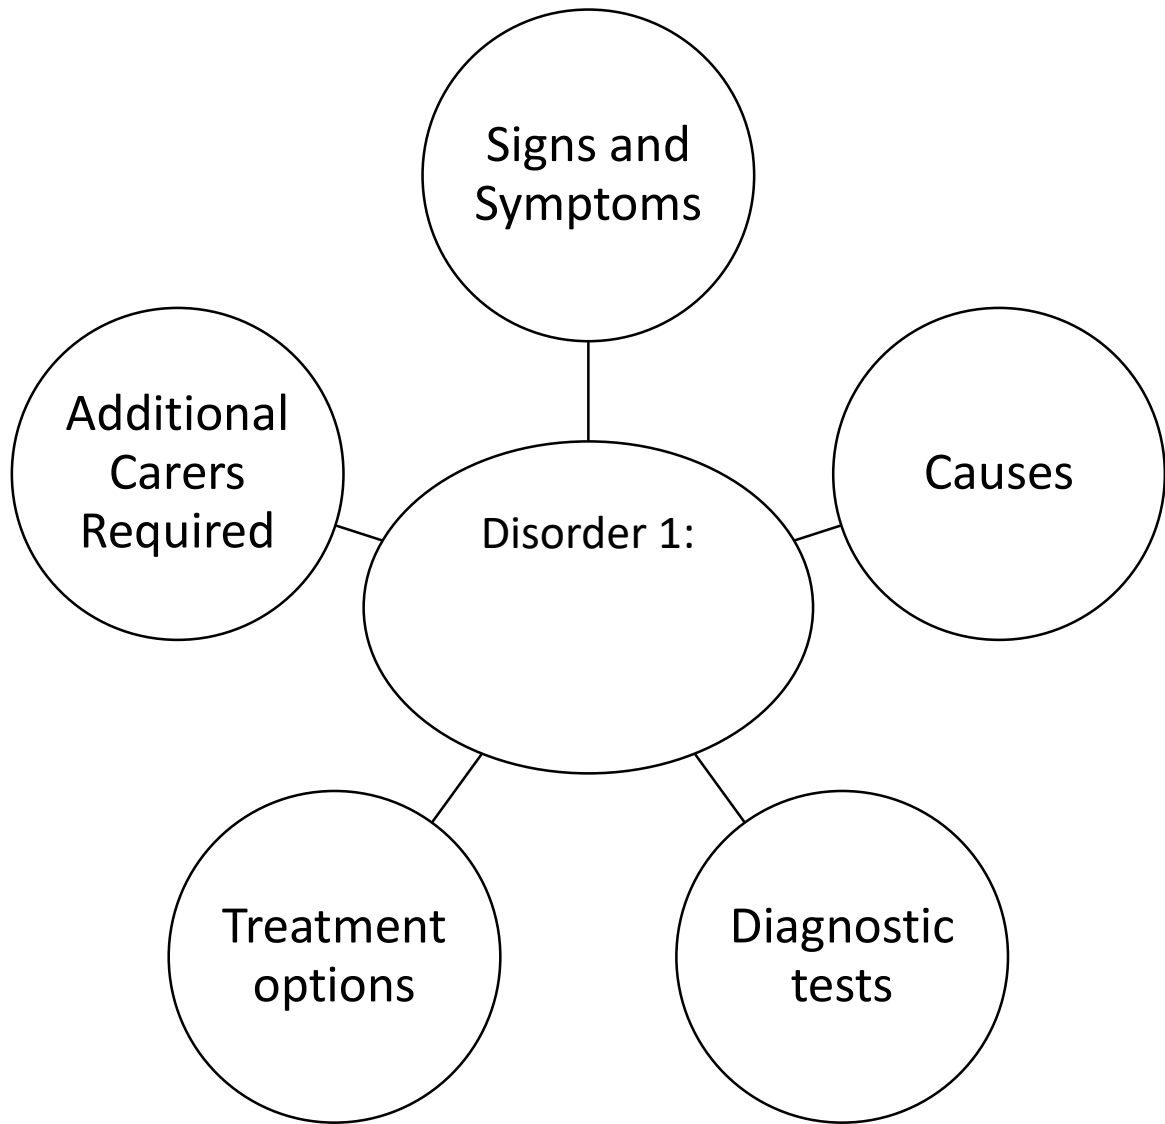 Signs and
Symptoms
Additional
Carers
Required
Causes
Disorder 1:
Treatment
options
Diagnostic
tests